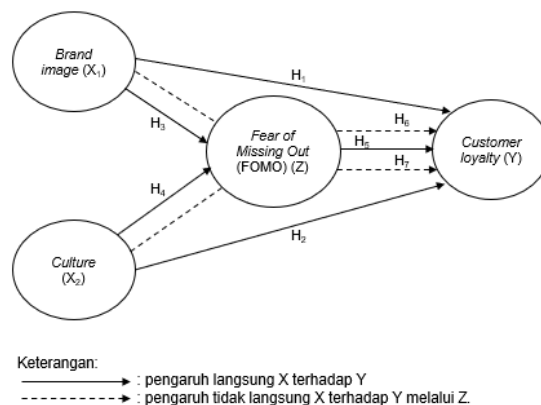 Brand
image (X₁)
H₁
H₃
Fear of
Missing Out
(FOMO) (Z)
H₆
H₅
H₇
Customer
loyalty (Y)
H₄
H₂
Culture
(X₂)
Keterangan:
: pengaruh langsung X terhadap Y
: pengaruh tidak langsung X terhadap Y melalui Z.